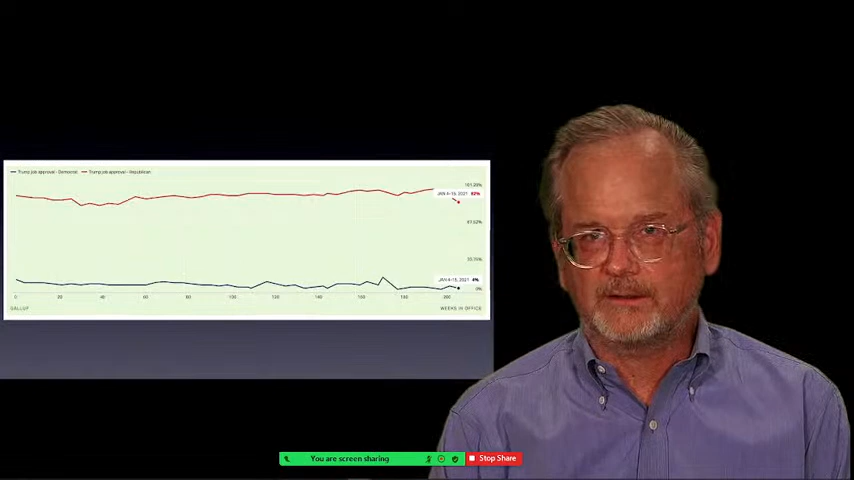 Trump job approval - Democrat Trump job approval - Republican
JAN 4-15, 2021 82%
JAN 4-15, 2021 4%
0%
0 20 40 60 80 100 120 140 160 180 200
GALLUP WEEKS IN OFFICE
You are screen sharing Stop Share